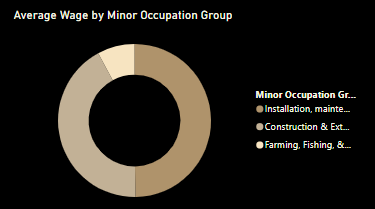 Average Wage by Minor Occupation Group
Minor Occupation Gr...
Installation, mainte...
Construction & Ext...
Farming, Fishing, &...